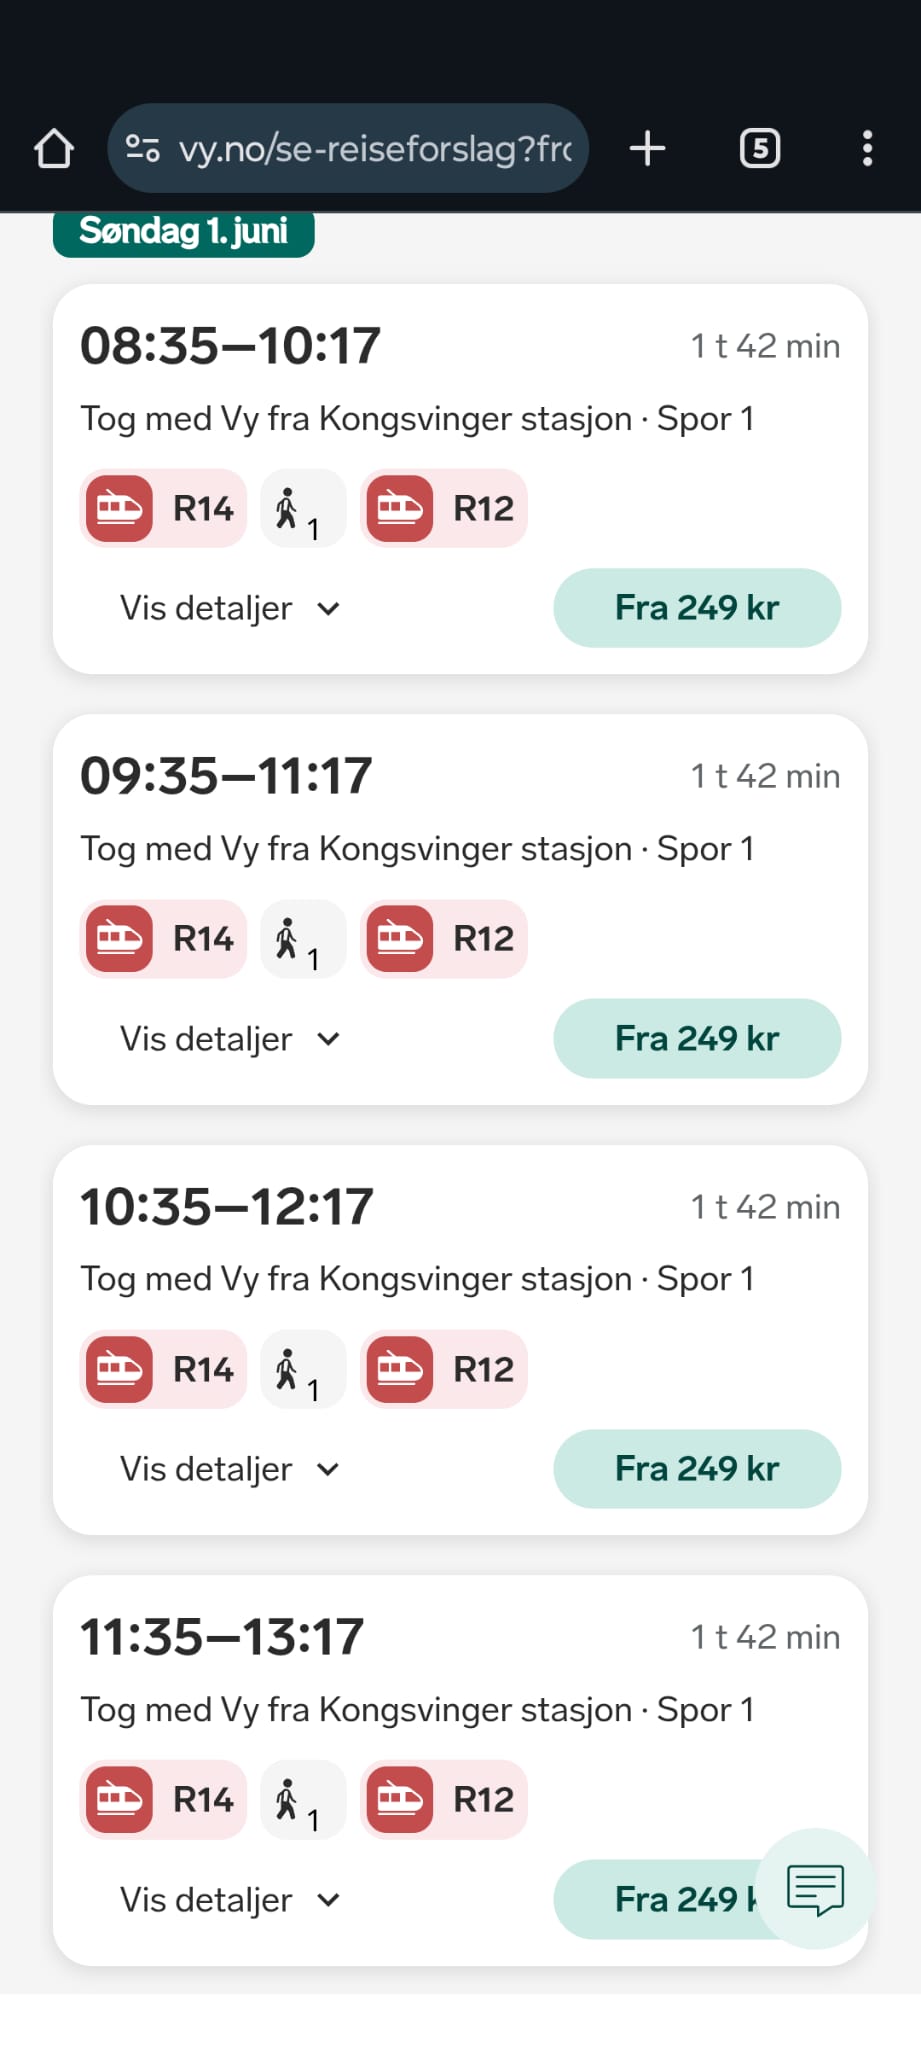 vy.no/se-reiseforslag?fro
5
Søndag 1. juni
08:35–10:17
1 t 42 min
Tog med Vy fra Kongsvinger stasjon · Spor 1
R14 1 R12
Vis detaljer
Fra 249 kr
09:35–11:17
1 t 42 min
Tog med Vy fra Kongsvinger stasjon · Spor 1
R14 1 R12
Vis detaljer
Fra 249 kr
10:35–12:17
1 t 42 min
Tog med Vy fra Kongsvinger stasjon · Spor 1
R14 1 R12
Vis detaljer
Fra 249 kr
11:35–13:17
1 t 42 min
Tog med Vy fra Kongsvinger stasjon · Spor 1
R14 1 R12
Vis detaljer
Fra 249 k